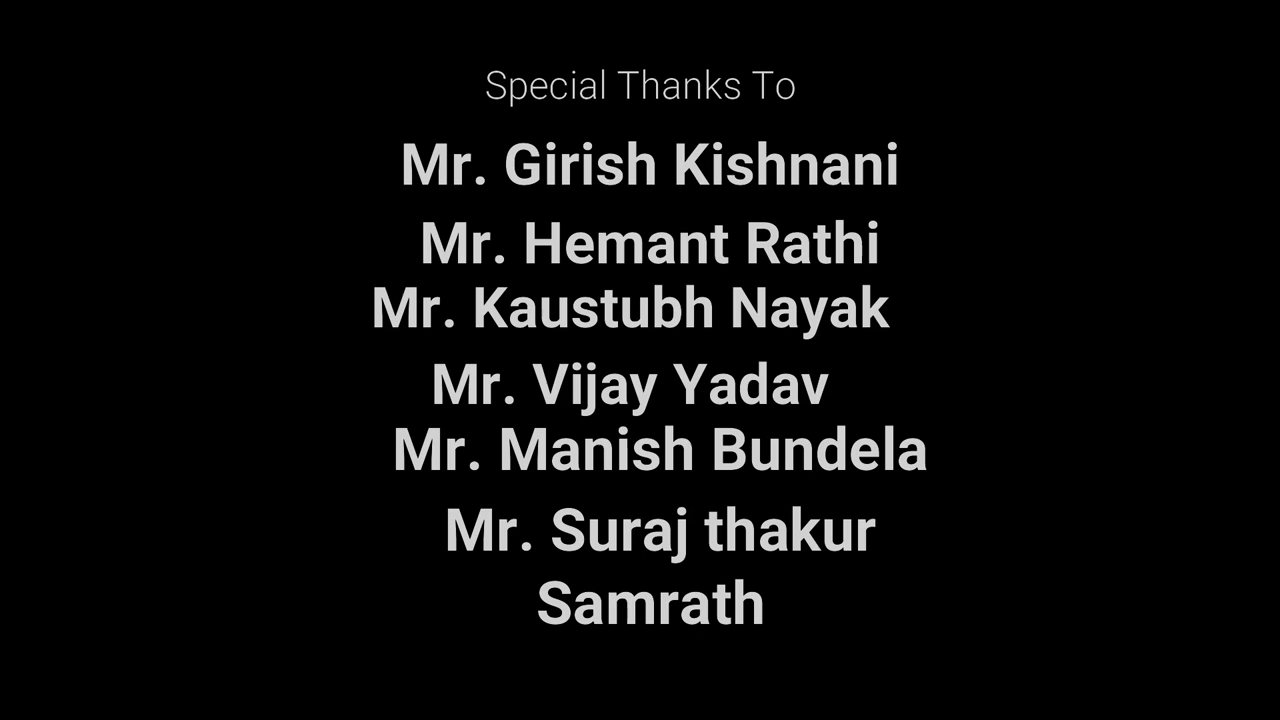 Special Thanks To
Mr. Girish Kishnani
Mr. Hemant Rathi
Mr. Kaustubh Nayak
Mr. Vijay Yadav
Mr. Manish Bundela
Mr. Suraj thakur
Samrath